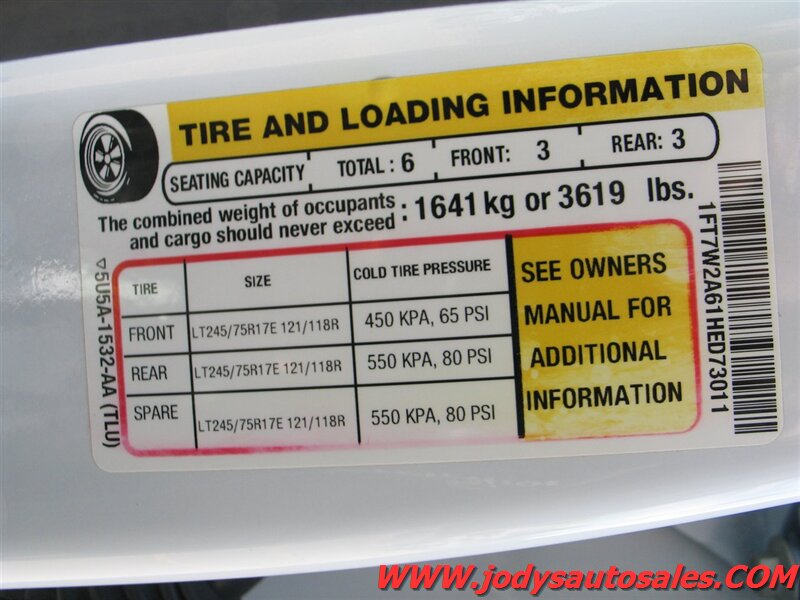 TIRE AND LOADING INFORMATION
SEATING CAPACITY TOTAL : 6 FRONT: 3 REAR: 3
The combined weight of occupants
and cargo should never exceed : 1641 kg or 3619 lbs.
TIRE SIZE COLD TIRE PRESSURE
FRONT LT245/75R17E 121/118R 450 KPA, 65 PSI
REAR LT245/75R17E 121/118R 550 KPA, 80 PSI
SPARE LT245/75R17E 121/118R 550 KPA, 80 PSI
SEE OWNERS
MANUAL FOR
ADDITIONAL
INFORMATION
5U5A-1532-AA (TLU)
1FT7W2A61HED73011
WWW.jodysautosales.COM